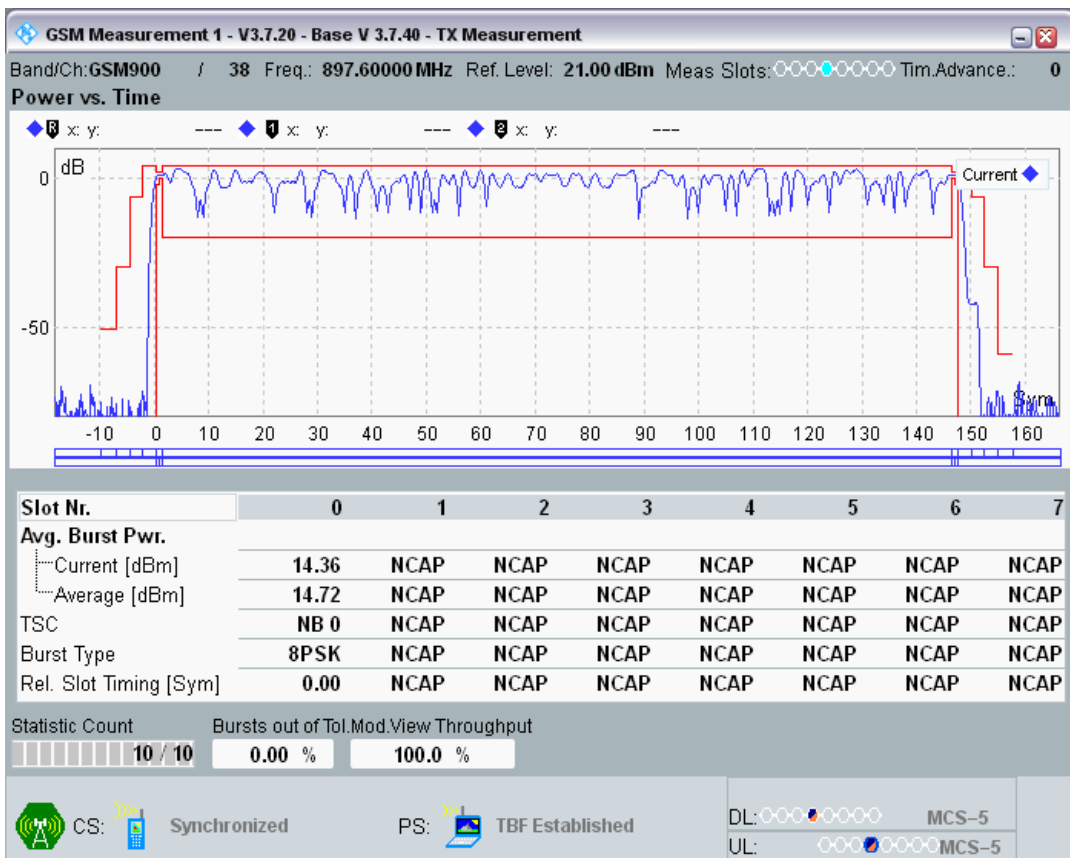 GSM Measurement 1 - V3.7.20 - Base V 3.7.40 - TX Measurement
Band/Ch:GSM900 / 38 Freq.: 897.60000 MHz Ref. Level: 21.00 dBm Meas Slots: Tim.Advance.: 0
Power vs. Time
R x: y: --- 1 x: y: --- 2 x: y: ---
dB
Current
0
-50
Sym
-10 0 10 20 30 40 50 60 70 80 90 100 110 120 130 140 150 160
Slot Nr. 0 1 2 3 4 5 6 7
Avg. Burst Pwr.
Current [dBm] 14.36 NCAP NCAP NCAP NCAP NCAP NCAP NCAP
Average [dBm] 14.72 NCAP NCAP NCAP NCAP NCAP NCAP NCAP
TSC NB 0 NCAP NCAP NCAP NCAP NCAP NCAP NCAP
Burst Type 8PSK NCAP NCAP NCAP NCAP NCAP NCAP NCAP
Rel. Slot Timing [Sym] 0.00 NCAP NCAP NCAP NCAP NCAP NCAP NCAP
Statistic Count Bursts out of Tol.Mod.View Throughput
10 / 10 0.00 % 100.0 %
CS: Synchronized PS: TBF Established
DL: MCS-5
UL: MCS-5